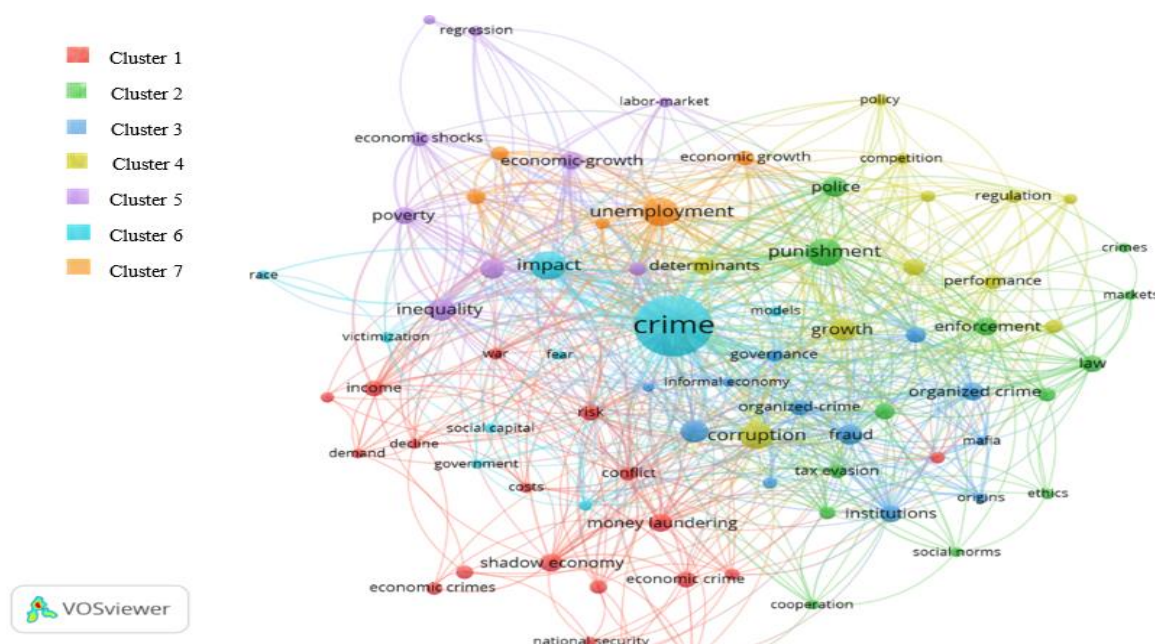 Cluster 1
Cluster 2
Cluster 3
Cluster 4
Cluster 5
Cluster 6
Cluster 7
regression
labor-market
policy
economic shocks
economic-growth
economic growth
competition
police
regulation
poverty
unemployment
punishment
crimes
race
impact
determinants
performance
markets
inequality
crime
models
growth
enforcement
victimization
war
fear
governance
law
income
informal economy
organized crime
risk
organized-crime
social capital
corruption
fraud
mafia
demand
decline
government
conflict
tax evasion
costs
origins
ethics
money laundering
institutions
shadow economy
social norms
economic crimes
economic crime
cooperation
national security
VOSviewer